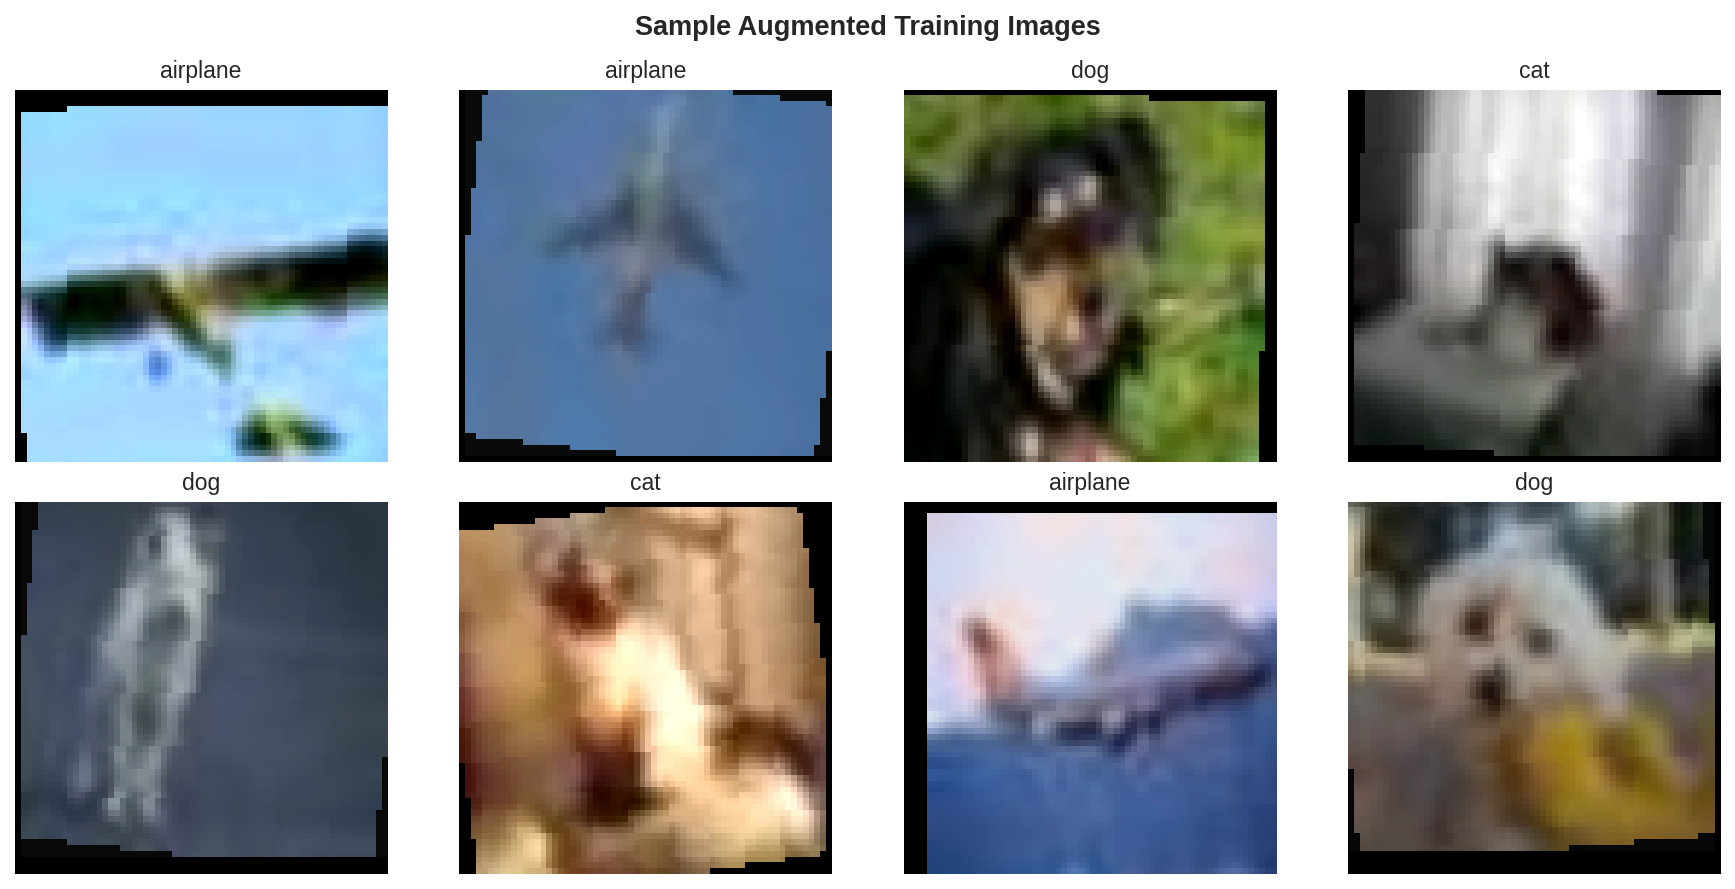 Sample Augmented Training Images
airplane
airplane
dog
cat
dog
cat
airplane
dog